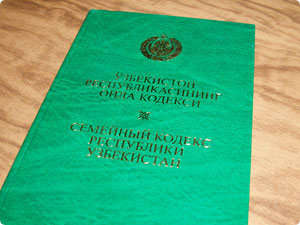 ЎЗБЕКИСТОН
РЕСПУБЛИКАСИНИНГ
ОИЛА КОДЕКСИ
СЕМЕЙНЫЙ КОДЕКС
РЕСПУБЛИКИ
УЗБЕКИСТАН